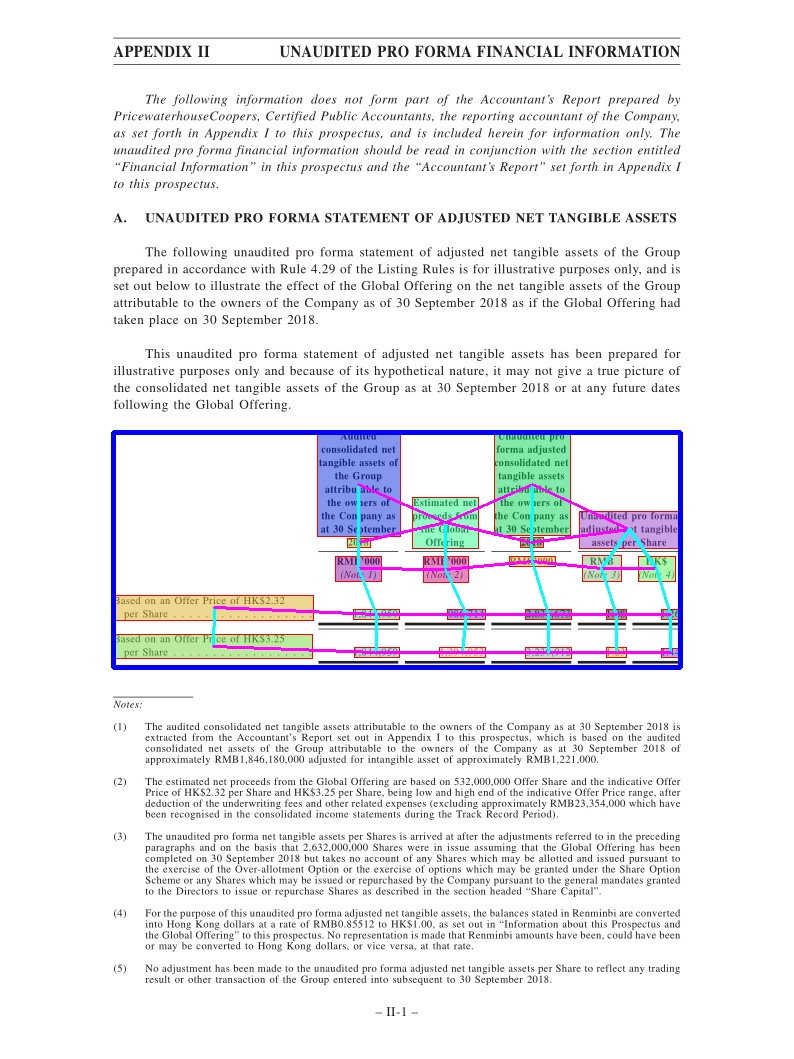 APPENDIX II UNAUDITED PRO FORMA FINANCIAL INFORMATION
The following information does not form part of the Accountant's Report prepared by
PricewaterhouseCoopers, Certified Public Accountants, the reporting accountant of the Company,
as set forth in Appendix I to this prospectus, and is included herein for information only. The
unaudited pro forma financial information should be read in conjunction with the section entitled
"Financial Information" in this prospectus and the "Accountant's Report" set forth in Appendix I
to this prospectus.
A. UNAUDITED PRO FORMA STATEMENT OF ADJUSTED NET TANGIBLE ASSETS
The following unaudited pro forma statement of adjusted net tangible assets of the Group
prepared in accordance with Rule 4.29 of the Listing Rules is for illustrative purposes only, and is
set out below to illustrate the effect of the Global Offering on the net tangible assets of the Group
attributable to the owners of the Company as of 30 September 2018 as if the Global Offering had
taken place on 30 September 2018.
This unaudited pro forma statement of adjusted net tangible assets has been prepared for
illustrative purposes only and because of its hypothetical nature, it may not give a true picture of
the consolidated net tangible assets of the Group as at 30 September 2018 or at any future dates
following the Global Offering.
Audited
consolidated net
tangible assets of
the Group
attributable to
the owners of
the Company as
at 30 September
2018
Estimated net
proceeds from
the Global
Offering
Unaudited pro
forma adjusted
consolidated net
tangible assets
attributable to
the owners of
the Company as
at 30 September
2018
Unaudited pro forma
adjusted net tangible
assets per Share
RMB'000 RMB'000 RMB'000 RMB HK$
(Note 1) (Note 2) (Note 3) (Note 4)
Based on an Offer Price of HK$2.32
per Share . . . . . . . . . . . . . . . . . . .
Based on an Offer Price of HK$3.25
per Share . . . . . . . . . . . . . . . . . . .
Notes:
(1) The audited consolidated net tangible assets attributable to the owners of the Company as at 30 September 2018 is
extracted from the Accountant's Report set out in Appendix I to this prospectus, which is based on the audited
consolidated net assets of the Group attributable to the owners of the Company as at 30 September 2018 of
approximately RMB1,846,180,000 adjusted for intangible asset of approximately RMB1,221,000.
(2) The estimated net proceeds from the Global Offering are based on 532,000,000 Offer Share and the indicative Offer
Price of HK$2.32 per Share and HK$3.25 per Share, being low and high end of the indicative Offer Price range, after
deduction of the underwriting fees and other related expenses (excluding approximately RMB23,354,000 which have
been recognised in the consolidated income statements during the Track Record Period).
(3) The unaudited pro forma net tangible assets per Shares is arrived at after the adjustments referred to in the preceding
paragraphs and on the basis that 2,632,000,000 Shares were in issue assuming that the Global Offering has been
completed on 30 September 2018 but takes no account of any Shares which may be allotted and issued pursuant to
the exercise of the Over-allotment Option or the exercise of options which may be granted under the Share Option
Scheme or any Shares which may be issued or repurchased by the Company pursuant to the general mandates granted
to the Directors to issue or repurchase Shares as described in the section headed "Share Capital".
(4) For the purpose of this unaudited pro forma adjusted net tangible assets, the balances stated in Renminbi are converted
into Hong Kong dollars at a rate of RMB0.85512 to HK$1.00, as set out in "Information about this Prospectus and
the Global Offering" to this prospectus. No representation is made that Renminbi amounts have been, could have been
or may be converted to Hong Kong dollars, or vice versa, at that rate.
(5) No adjustment has been made to the unaudited pro forma adjusted net tangible assets per Share to reflect any trading
result or other transaction of the Group entered into subsequent to 30 September 2018.
– II-1 –